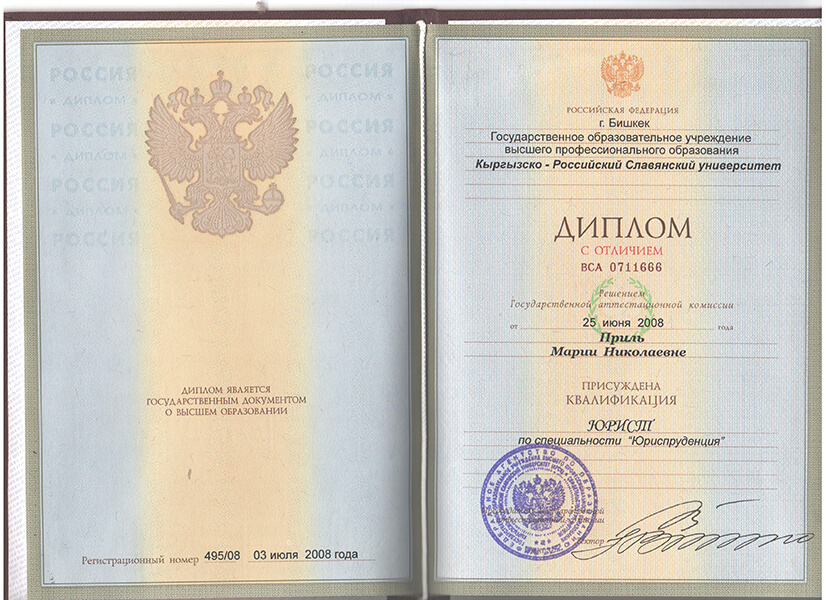 РОССИЯ РОССИЯ
ДИПЛОМ ДИПЛОМ
РОССИЯ РОССИЯ
ДИПЛОМ ДИПЛОМ
РОССИЯ РОССИЯ
ДИПЛОМ ДИПЛОМ
РОССИЯ РОССИЯ
ДИПЛОМ ЯВЛЯЕТСЯ
ГОСУДАРСТВЕННЫМ ДОКУМЕНТОМ
О ВЫСШЕМ ОБРАЗОВАНИИ
Регистрационный номер 495/08 03 июля 2008 года
РОССИЙСКАЯ ФЕДЕРАЦИЯ
г. Бишкек
Государственное образовательное учреждение
высшего профессионального образования
Кыргызско - Российский Славянский университет
ДИПЛОМ
С ОТЛИЧИЕМ
ВСА 0711666
Решением
Государственной аттестационной комиссии
от 25 июня 2008 года
Приль
Марии Николаевне
ПРИСУЖДЕНА
КВАЛИФИКАЦИЯ
ЮРИСТ
по специальности "Юриспруденция"